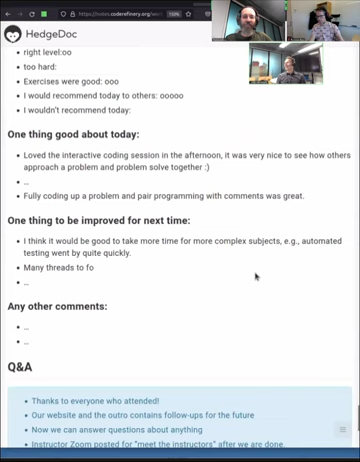 https://notes.coderefinery.org/
150%
HedgeDoc
right level:oo
too hard:
Exercises were good: ooo
I would recommend today to others: ooooo
I wouldn't recommend today:
One thing good about today:
Loved the interactive coding session in the afternoon, it was very nice to see how others
approach a problem and problem solve together :)
..
Fully coding up a problem and pair programming with comments was great.
One thing to be improved for next time:
I think it would be good to take more time for more complex subjects, e.g., automated
testing went by quite quickly.
Many threads to fo
..
Any other comments:
..
..
Q&A
Thanks to everyone who attended!
Our website and the outro contains follow-ups for the future
Now we can answer questions about anything
Instructor Zoom posted for "meet the instructors" after we are done.